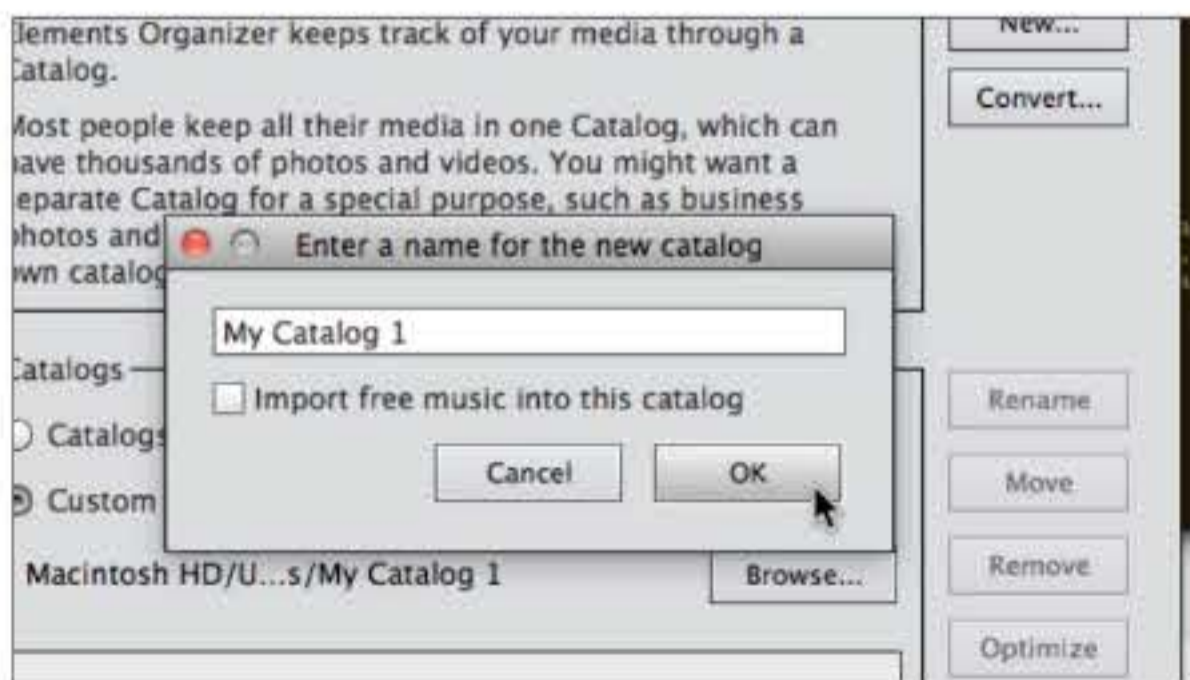 lements Organizer keeps track of your media through a
atalog.
Most people keep all their media in one Catalog, which can
ave thousands of photos and videos. You might want a
eparate Catalog for a special purpose, such as business
photos and
own catalog
New...
Convert...
Enter a name for the new catalog
My Catalog 1
Import free music into this catalog
Cancel
OK
Catalogs
Catalogs
Custom
Macintosh HD/U...s/My Catalog 1
Browse...
Rename
Move
Remove
Optimize